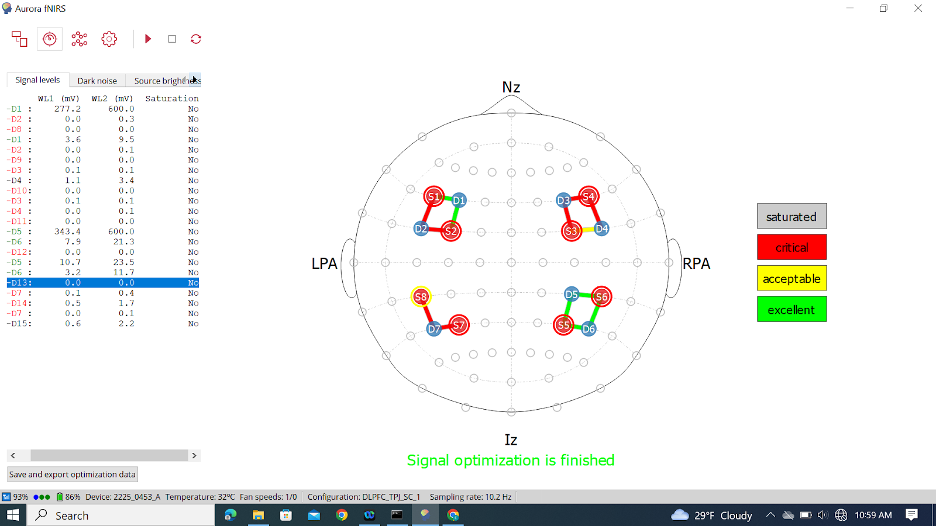 Aurora fNIRS
Signal levels Dark noise Source brightness
WL1 (mV) WL2 (mV) Saturation
-D1 : 277.2 600.0 No
-D2 : 0.0 0.3 No
-D8 : 0.0 0.0 No
-D1 : 3.6 9.5 No
-D2 : 0.0 0.1 No
-D9 : 0.0 0.0 No
-D3 : 0.1 0.1 No
-D4 : 1.1 3.4 No
-D10: 0.0 0.0 No
-D3 : 0.1 0.1 No
-D4 : 0.0 0.1 No
-D11: 0.0 0.0 No
-D5 : 343.4 600.0 No
-D6 : 7.9 21.3 No
-D12: 0.0 0.0 No
-D5 : 10.7 23.5 No
-D6 : 3.2 11.7 No
-D13: 0.0 0.0 No
-D7 : 0.1 0.4 No
-D14: 0.5 1.7 No
-D7 : 0.0 0.1 No
-D15: 0.6 2.2 No
Save and export optimization data
Nz
S1 D1 D3 S4
D2 S2 S3 D4
LPA RPA
S8 D5 S6
D7 S7 S5 D6
Iz
Signal optimization is finished
saturated
critical
acceptable
excellent
93% 86% Device: 2225_0453_A Temperature: 32°C Fan speeds: 1/0 Configuration: DLPFC_TPJ_SC_1 Sampling rate: 10.2 Hz
Search 29°F Cloudy 10:59 AM